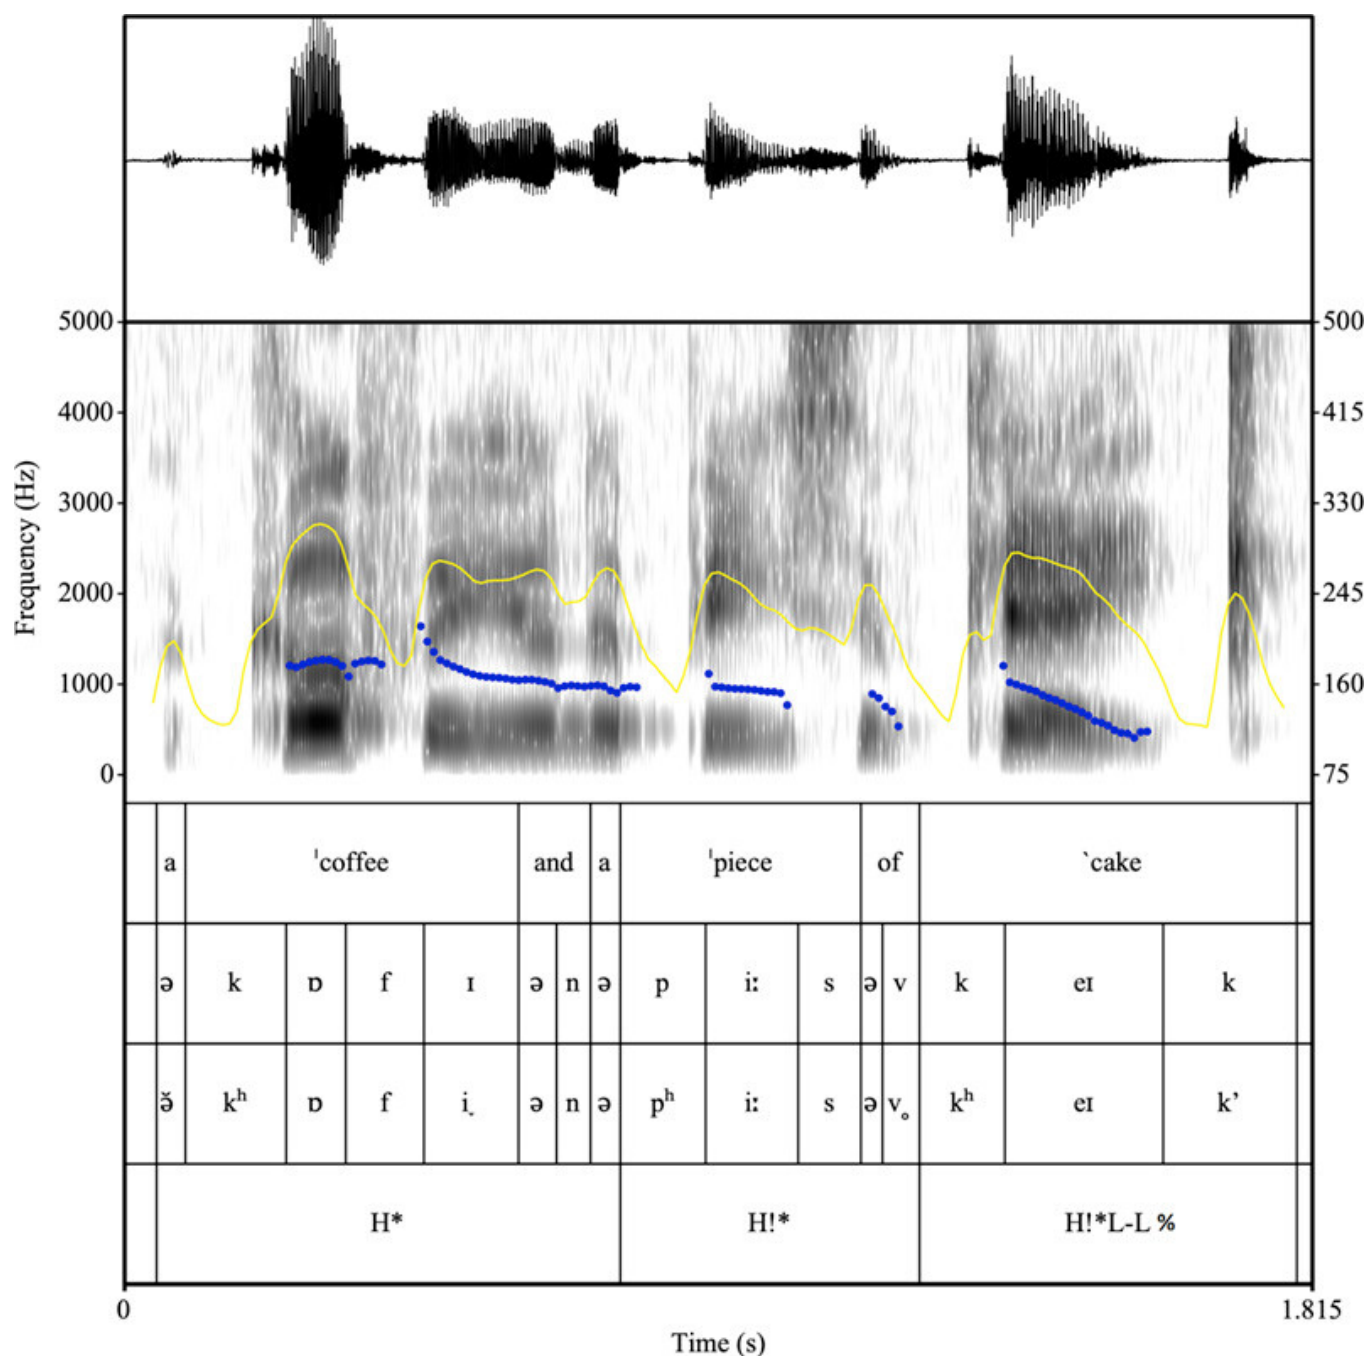 5000
500
4000
415
3000
330
2000
245
1000
160
0
75
Frequency (Hz)
a ˈcoffee and a ˈpiece of ˋcake
ə k ɒ f ɪ ə n ə p iː s ə v k eɪ k
ə̆ kʰ ɒ f i̞ ə n ə pʰ iː s ə v̥ kʰ eɪ k’
H* H!* H!*L-L %
0
1.815
Time (s)